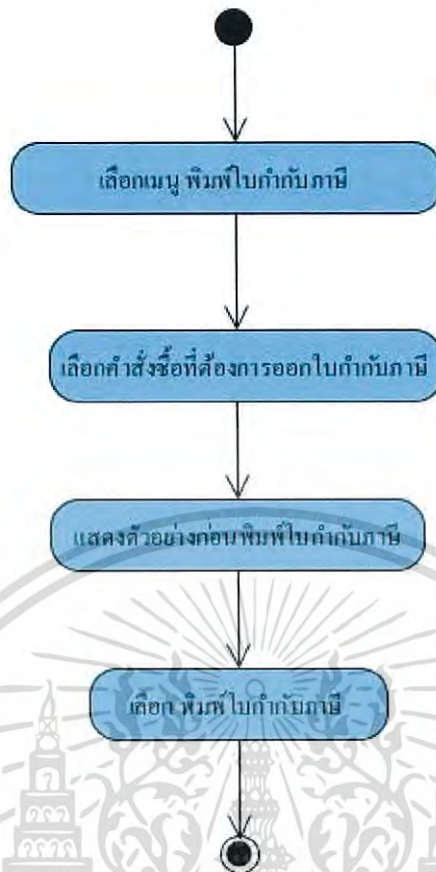 เลือกเมนู พิมพ์ใบกำกับภาษี
เลือกคำสั่งซื้อที่ต้องการออกใบกำกับภาษี
แสดงตัวอย่างก่อนพิมพ์ใบกำกับภาษี
เลือก พิมพ์ใบกำกับภาษี